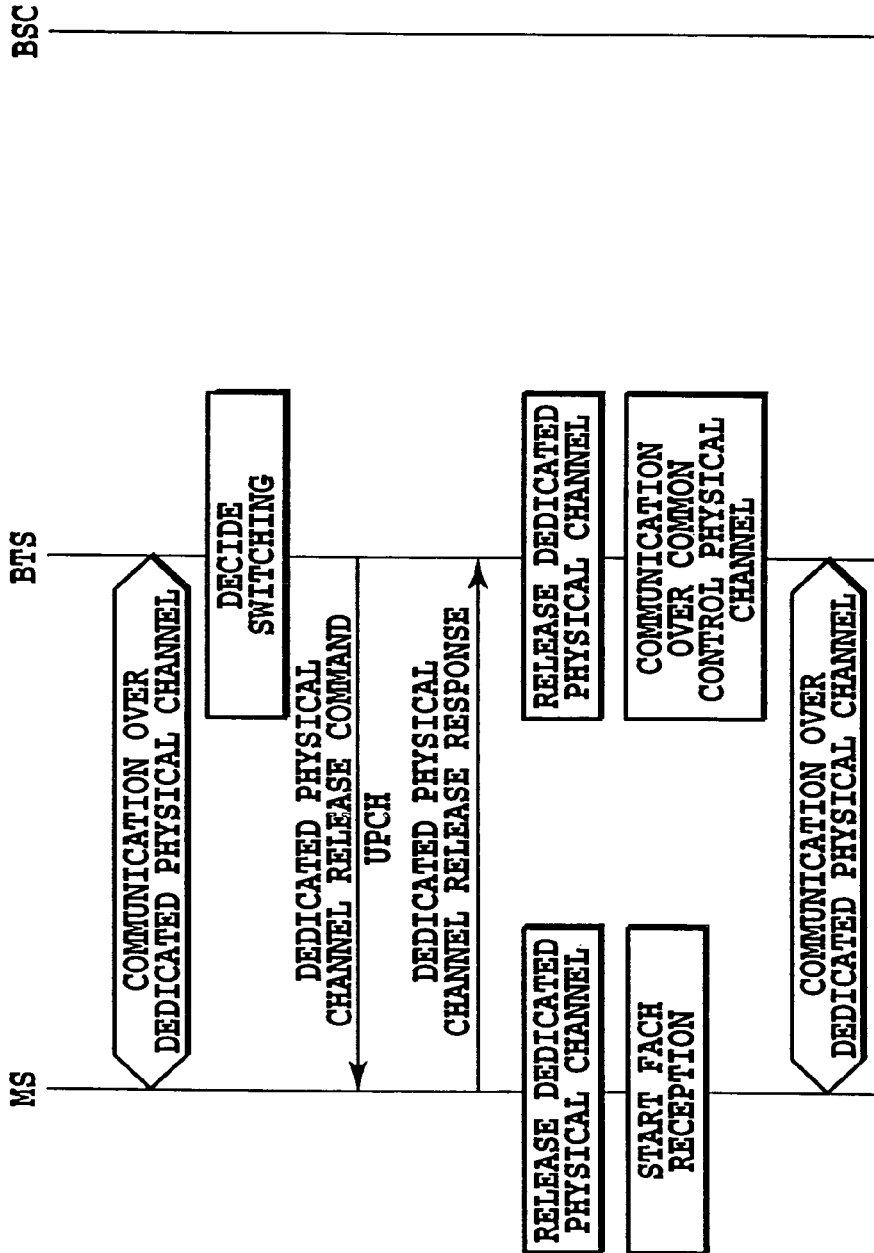 MS
BTS
BSC
COMMUNICATION OVER
DEDICATED PHYSICAL CHANNEL
DECIDE
SWITCHING
DEDICATED PHYSICAL
CHANNEL RELEASE COMMAND
UPCH
DEDICATED PHYSICAL
CHANNEL RELEASE RESPONSE
RELEASE DEDICATED
PHYSICAL CHANNEL
RELEASE DEDICATED
PHYSICAL CHANNEL
START FACH
RECEPTION
COMMUNICATION
OVER COMMON
CONTROL PHYSICAL
CHANNEL
COMMUNICATION OVER
DEDICATED PHYSICAL CHANNEL